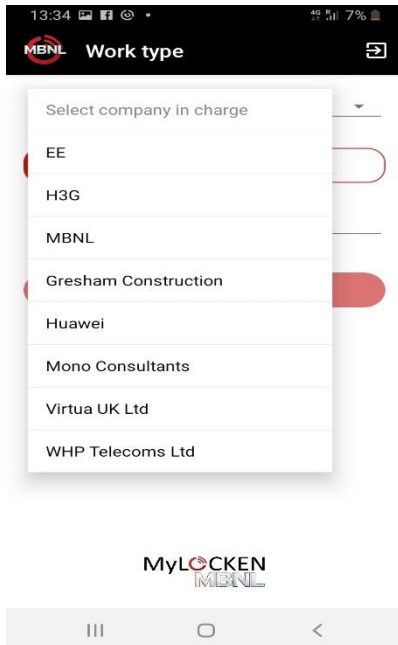 13:34 4G R 7%
MBNL Work type
Select company in charge
EE
H3G
MBNL
Gresham Construction
Huawei
Mono Consultants
Virtua UK Ltd
WHP Telecoms Ltd
MyLOCKEN
MBNL